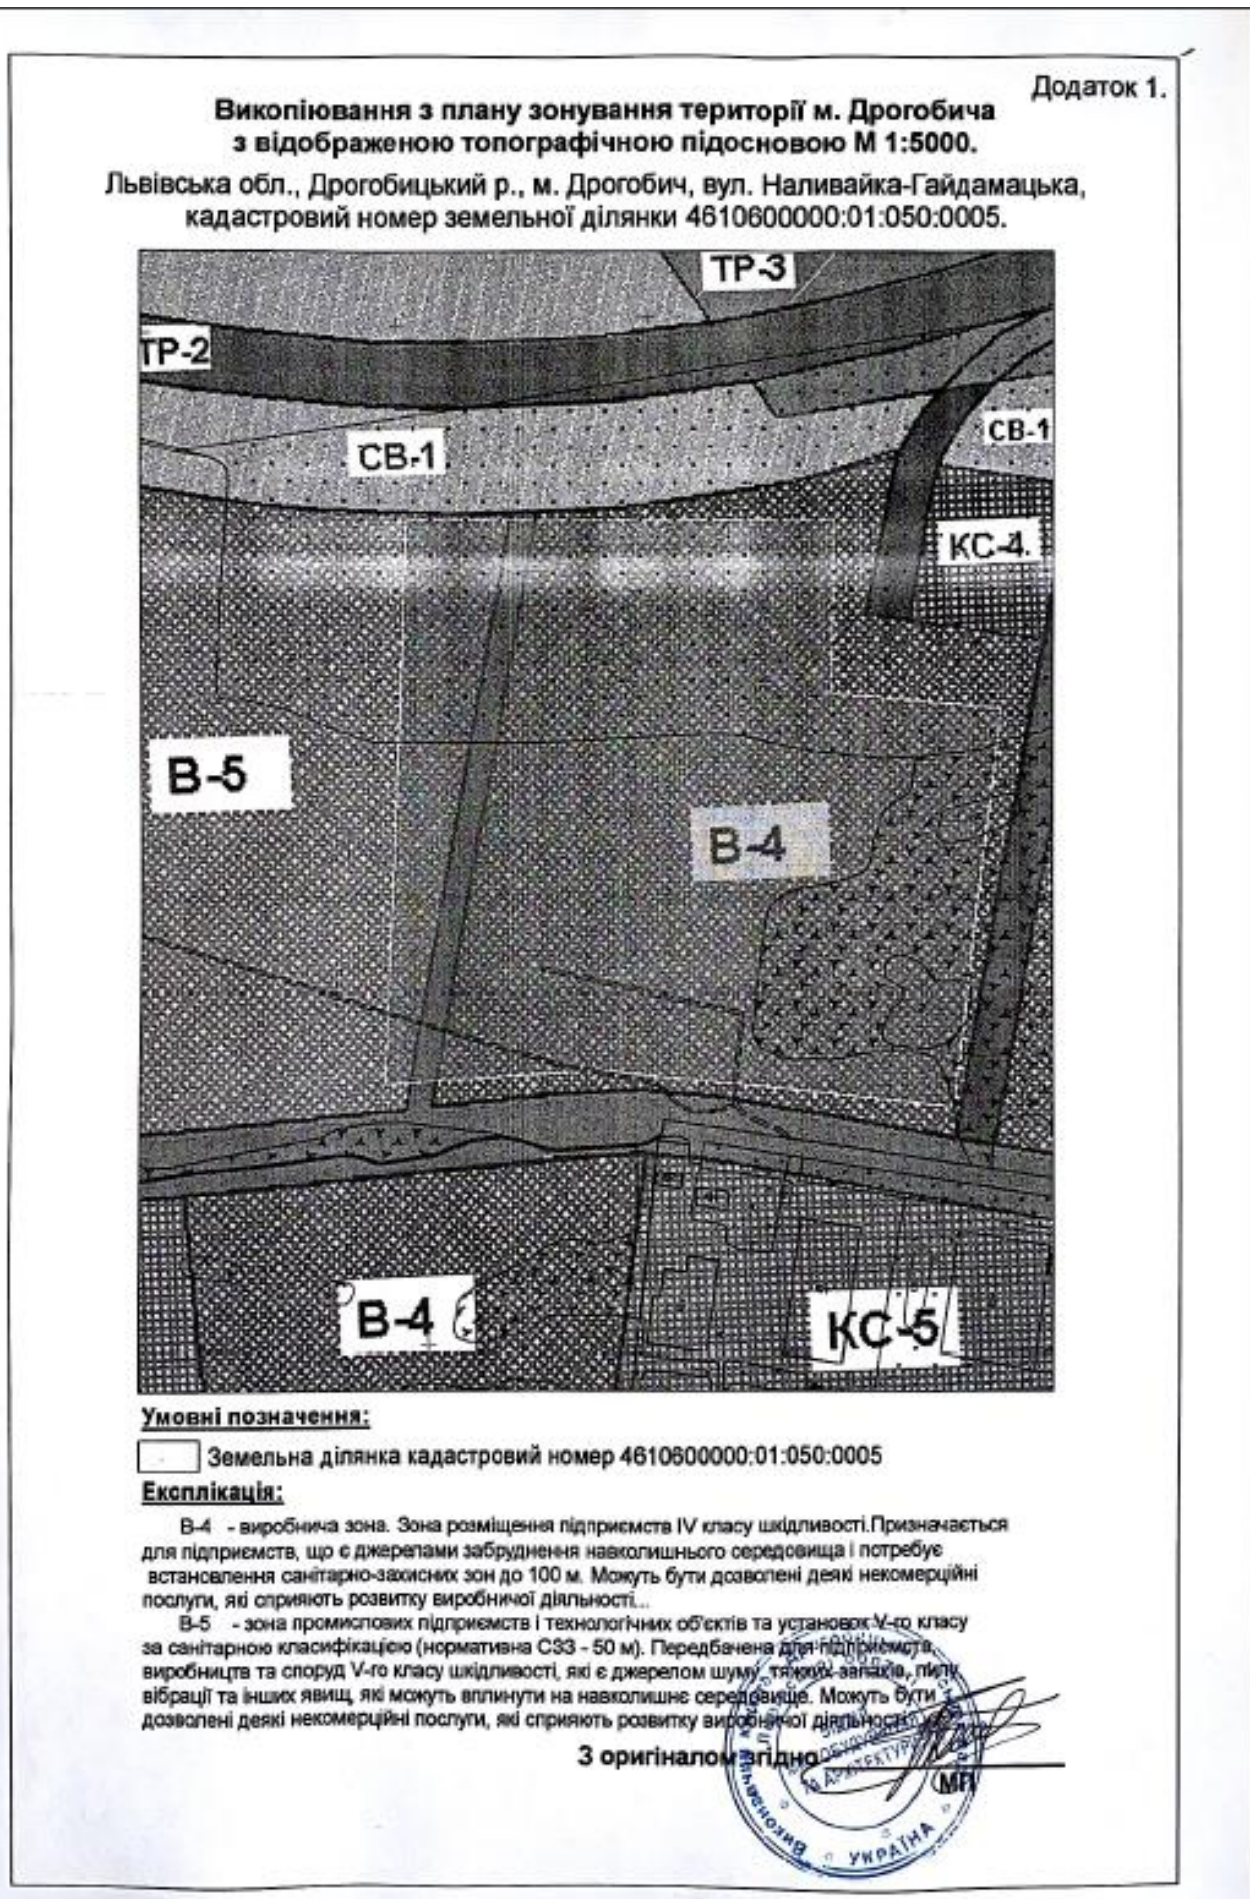 Додаток 1.
Викопіювання з плану зонування території м. Дрогобича
з відображеною топографічною підосновою М 1:5000.
Львівська обл., Дрогобицький р., м. Дрогобич, вул. Наливайка-Гайдамацька,
кадастровий номер земельної ділянки 4610600000:01:050:0005.
ТР-3
ТР-2
СВ-1
СВ-1
КС-4.
В-5
В-4
В-4
КС-5
Умовні позначення:
Земельна ділянка кадастровий номер 4610600000:01:050:0005
Експлікація:
В-4 - виробнича зона. Зона розміщення підприємств IV класу шкідливості.Призначається
для підприємств, що є джерелами забруднення навколишнього середовища і потребує
встановлення санітарно-захисних зон до 100 м. Можуть бути дозволені деякі некомерційні
послуги, які сприяють розвитку виробничої діяльності...
В-5 - зона промислових підприємств і технологічних об'єктів та установок V-го класу
за санітарною класифікацією (нормативна СЗЗ - 50 м). Передбачена для підприємств,
виробництв та споруд V-го класу шкідливості, які є джерелом шуму, тяжких запахів, пилу,
вібрації та інших явищ, які можуть вплинути на навколишнє середовище. Можуть бути
дозволені деякі некомерційні послуги, які сприяють розвитку виробничої діяльності
З оригіналом згідно
МП
ТА АРХІТЕКТУРИ
УКРАЇНА